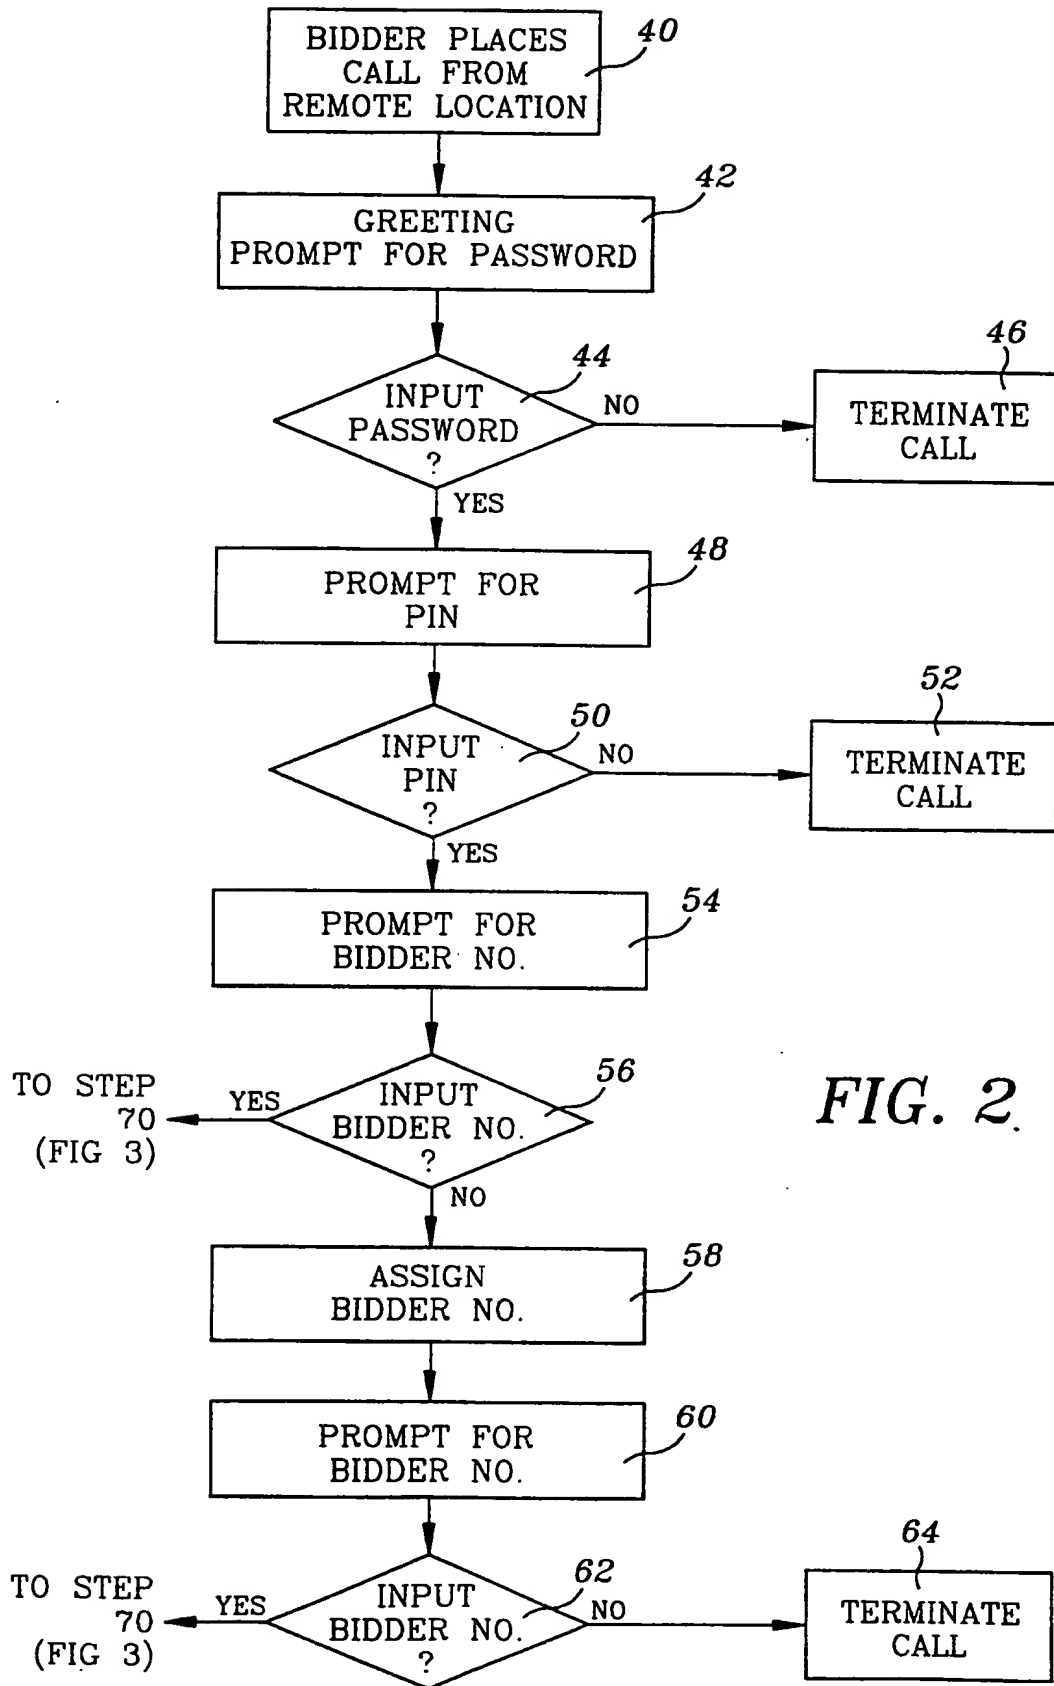 BIDDER PLACES
CALL FROM
REMOTE LOCATION
40
GREETING
PROMPT FOR PASSWORD
42
INPUT
PASSWORD
?
44
NO
TERMINATE
CALL
46
YES
PROMPT FOR
PIN
48
INPUT
PIN
?
50
NO
TERMINATE
CALL
52
YES
PROMPT FOR
BIDDER NO.
54
INPUT
BIDDER NO.
?
56
YES
TO STEP
70
(FIG 3)
FIG. 2
NO
ASSIGN
BIDDER NO.
58
PROMPT FOR
BIDDER NO.
60
INPUT
BIDDER NO.
?
62
YES
TO STEP
70
(FIG 3)
NO
TERMINATE
CALL
64